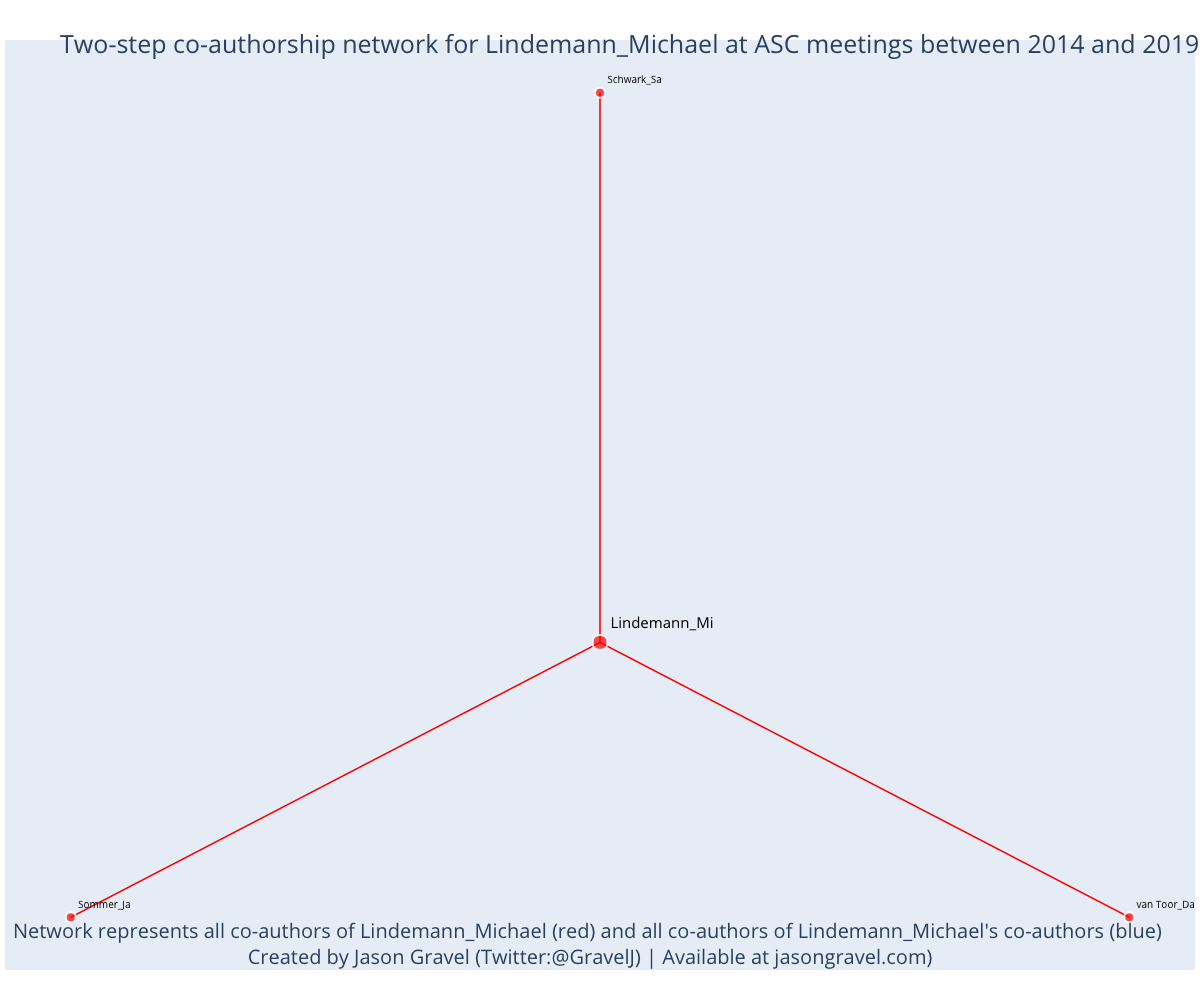 Two-step co-authorship network for Lindemann_Michael at ASC meetings between 2014 and 2019
Schwark_Sa
Lindemann_Mi
Sommer_Ja
van Toor_Da
Network represents all co-authors of Lindemann_Michael (red) and all co-authors of Lindemann_Michael's co-authors (blue)
Created by Jason Gravel (Twitter:@GravelJ) | Available at jasongravel.com)